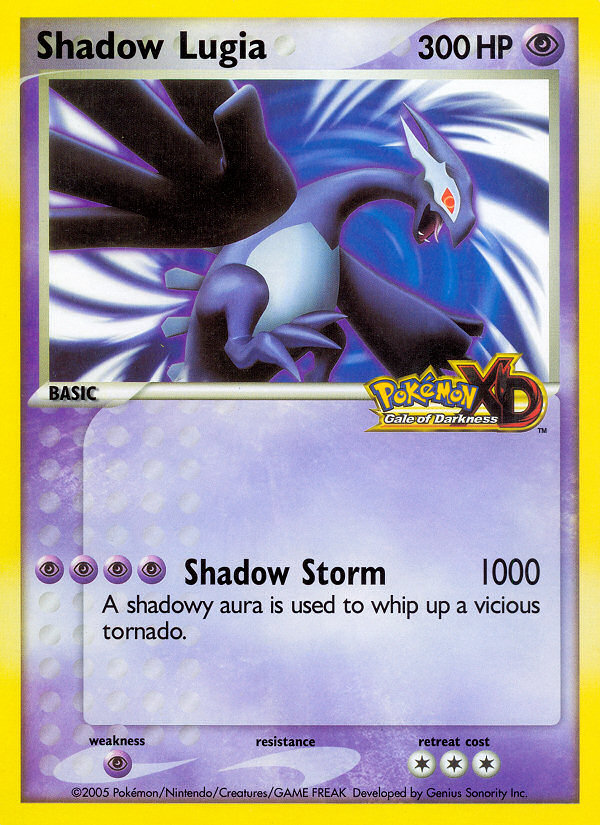 Shadow Lugia
300 HP
BASIC
POKéMON XD
Gale of Darkness
TM
Shadow Storm 1000
A shadowy aura is used to whip up a vicious
tornado.
weakness resistance retreat cost
©2005 Pokémon/Nintendo/Creatures/GAME FREAK Developed by Genius Sonority Inc.